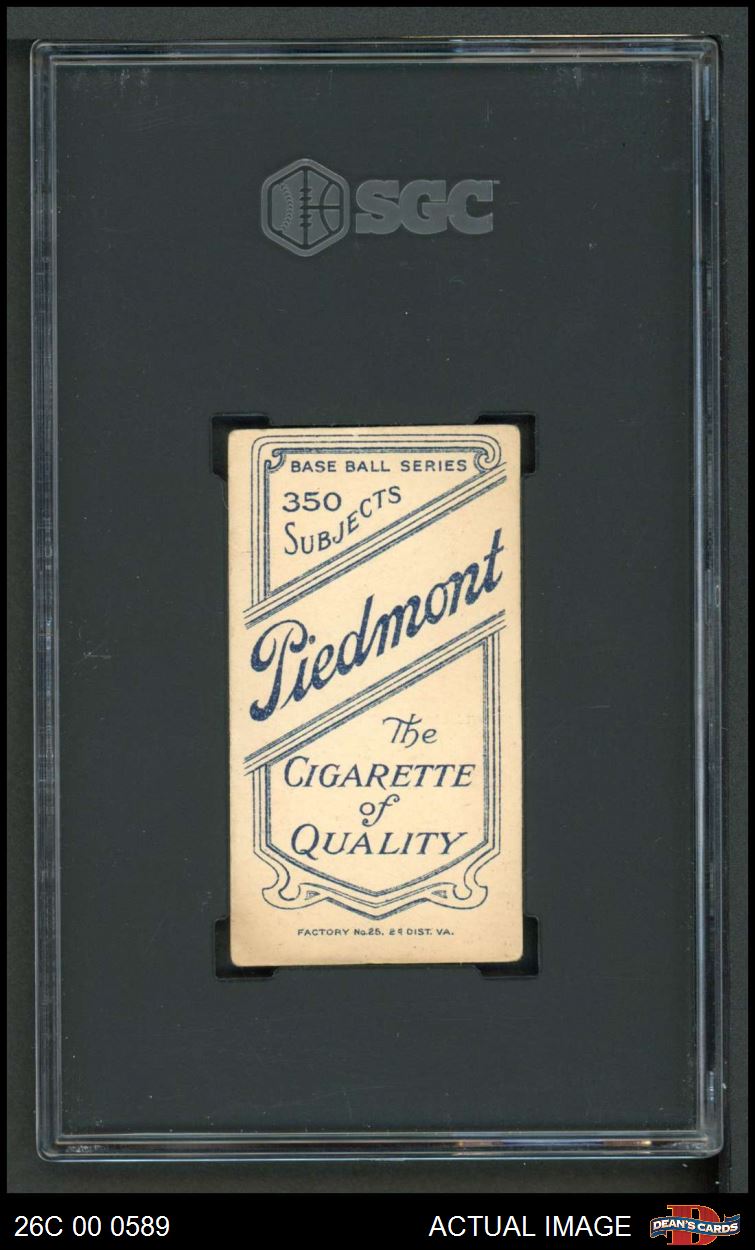 SGC
BASE BALL SERIES
350
SUBJECTS
Piedmont
The
CIGARETTE
of
QUALITY
FACTORY No. 25, 2d DIST. VA.
26C 00 0589
ACTUAL IMAGE
DEAN'S CARDS